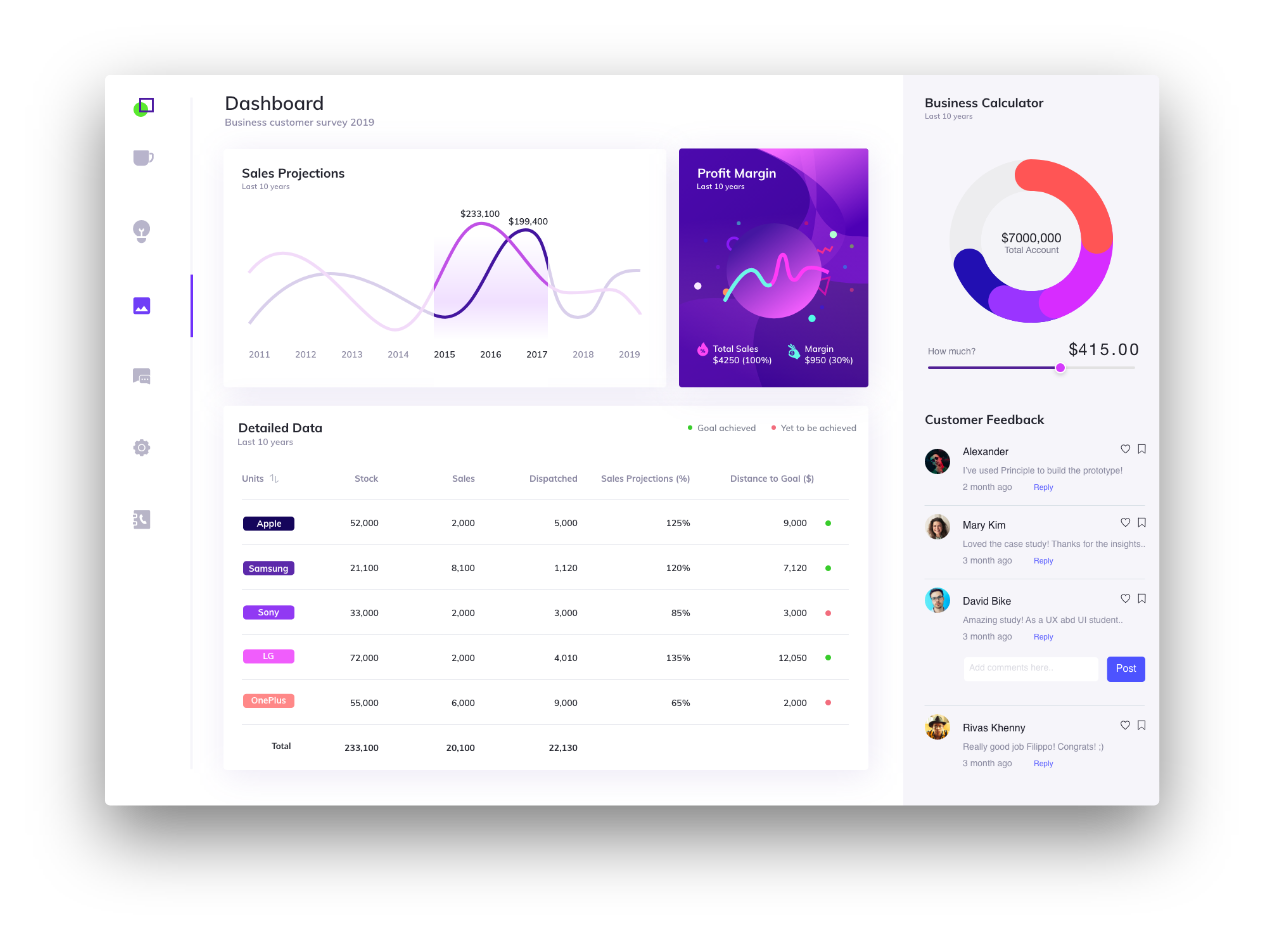 Dashboard
Business customer survey 2019
Sales Projections
Last 10 years
$233,100
$199,400
2011 2012 2013 2014 2015 2016 2017 2018 2019
Profit Margin
Last 10 years
Total Sales
$4250 (100%)
Margin
$950 (30%)
Detailed Data
Last 10 years
Goal achieved
Yet to be achieved
Units Stock Sales Dispatched Sales Projections (%) Distance to Goal ($)
Apple 52,000 2,000 5,000 125% 9,000
Samsung 21,100 8,100 1,120 120% 7,120
Sony 33,000 2,000 3,000 85% 3,000
LG 72,000 2,000 4,010 135% 12,050
OnePlus 55,000 6,000 9,000 65% 2,000
Total 233,100 20,100 22,130
Business Calculator
Last 10 years
$7000,000
Total Account
How much? $415.00
Customer Feedback
Alexander
I've used Principle to build the prototype!
2 month ago Reply
Mary Kim
Loved the case study! Thanks for the insights..
3 month ago Reply
David Bike
Amazing study! As a UX abd UI student..
3 month ago Reply
Add comments here.. Post
Rivas Khenny
Really good job Filippo! Congrats! ;)
3 month ago Reply